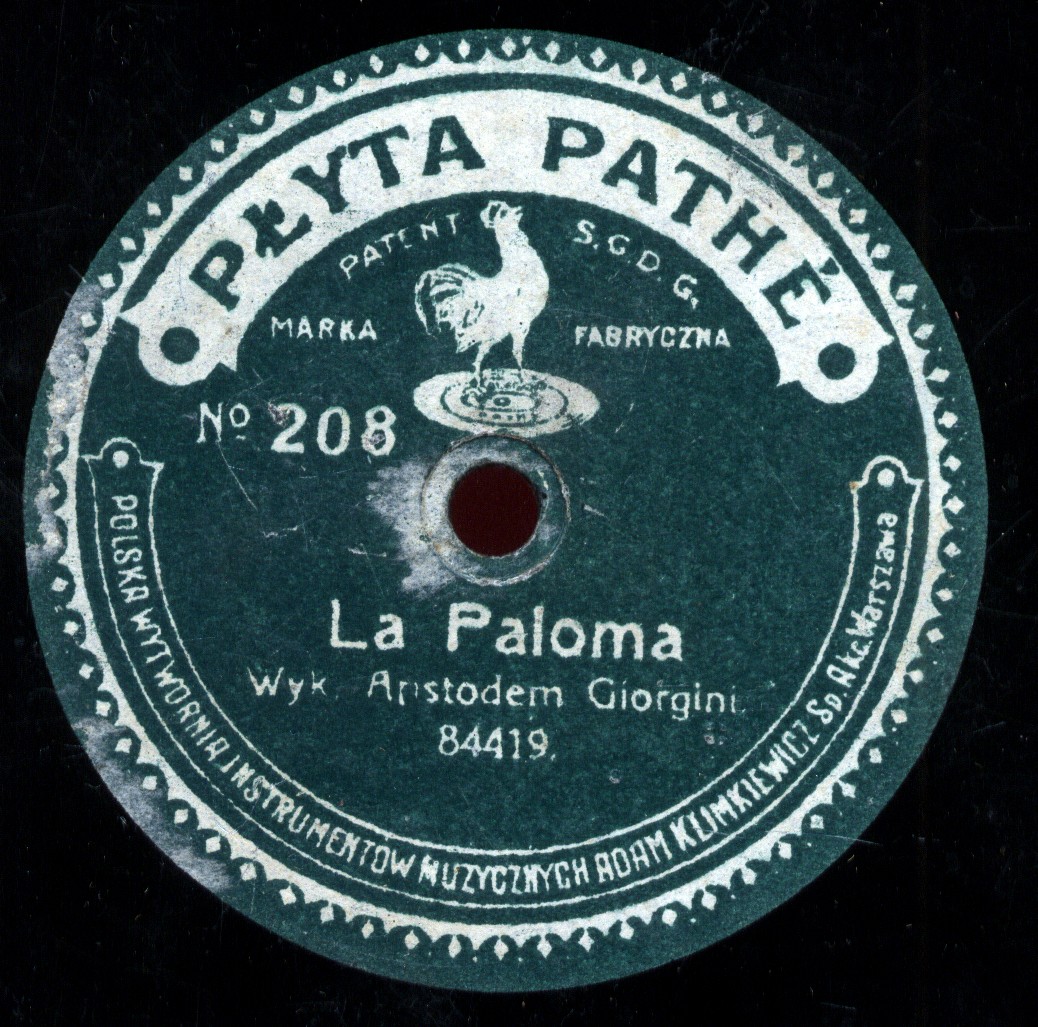 PŁYTA PATHÉ
PATENT S.G.D.G.
MARKA FABRYCZNA
No 208
La Paloma
Wyk. Aristodem Giorgini.
84419.
POLSKA WYTWORNIA INSTRUMENTÓW MUZYCZNYCH ADAM KLIMKIEWICZ Sp. Akc. Warszawa